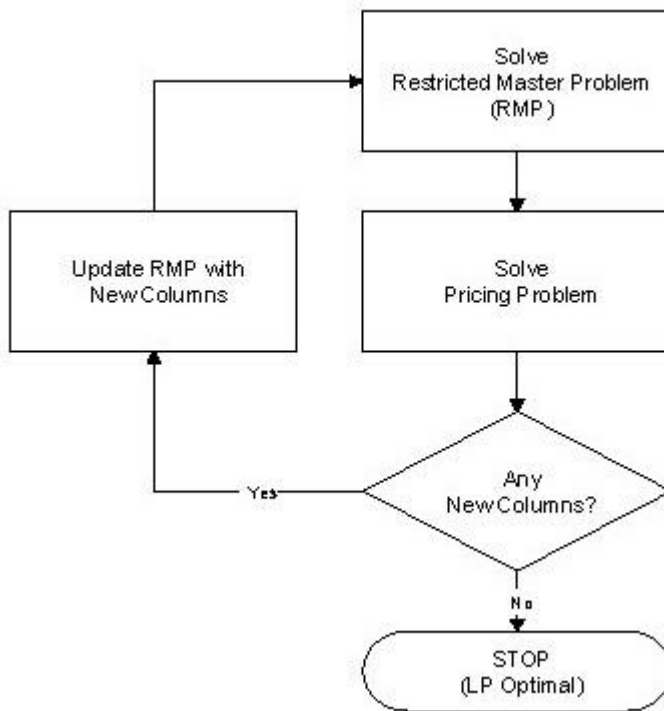 Solve
Restricted Master Problem
(RMP)
Update RMP with
New Columns
Solve
Pricing Problem
Any
New Columns?
Yes
No
STOP
(LP Optimal)